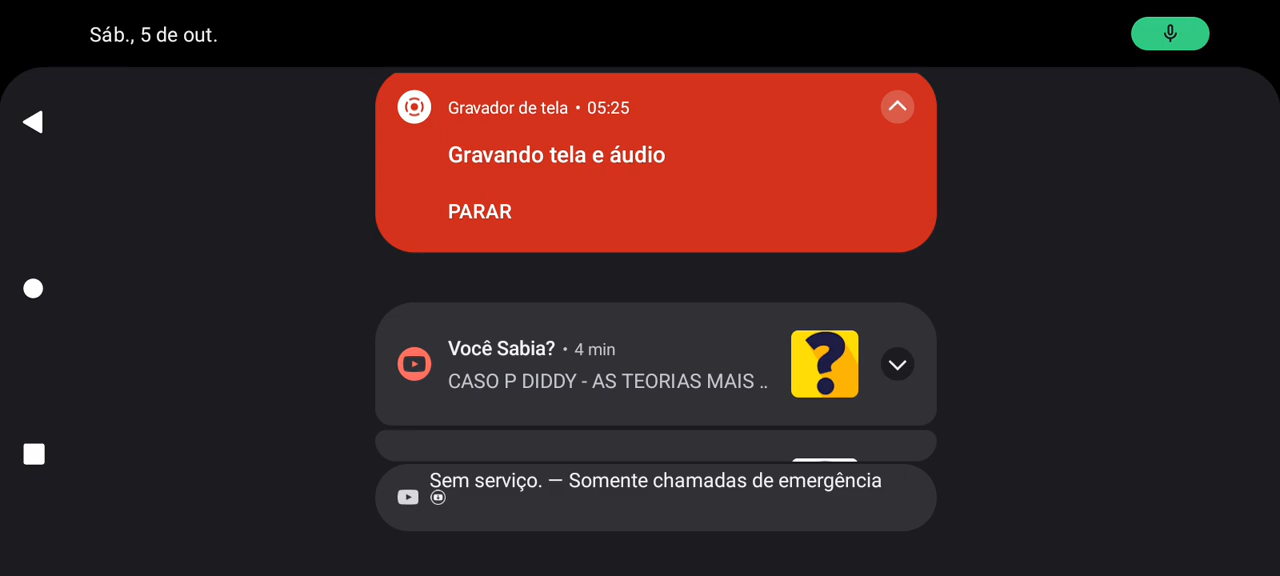 Sáb., 5 de out.
Gravador de tela • 05:25
Gravando tela e áudio
PARAR
Você Sabia? • 4 min
CASO P DIDDY - AS TEORIAS MAIS ..
Sem serviço. — Somente chamadas de emergência